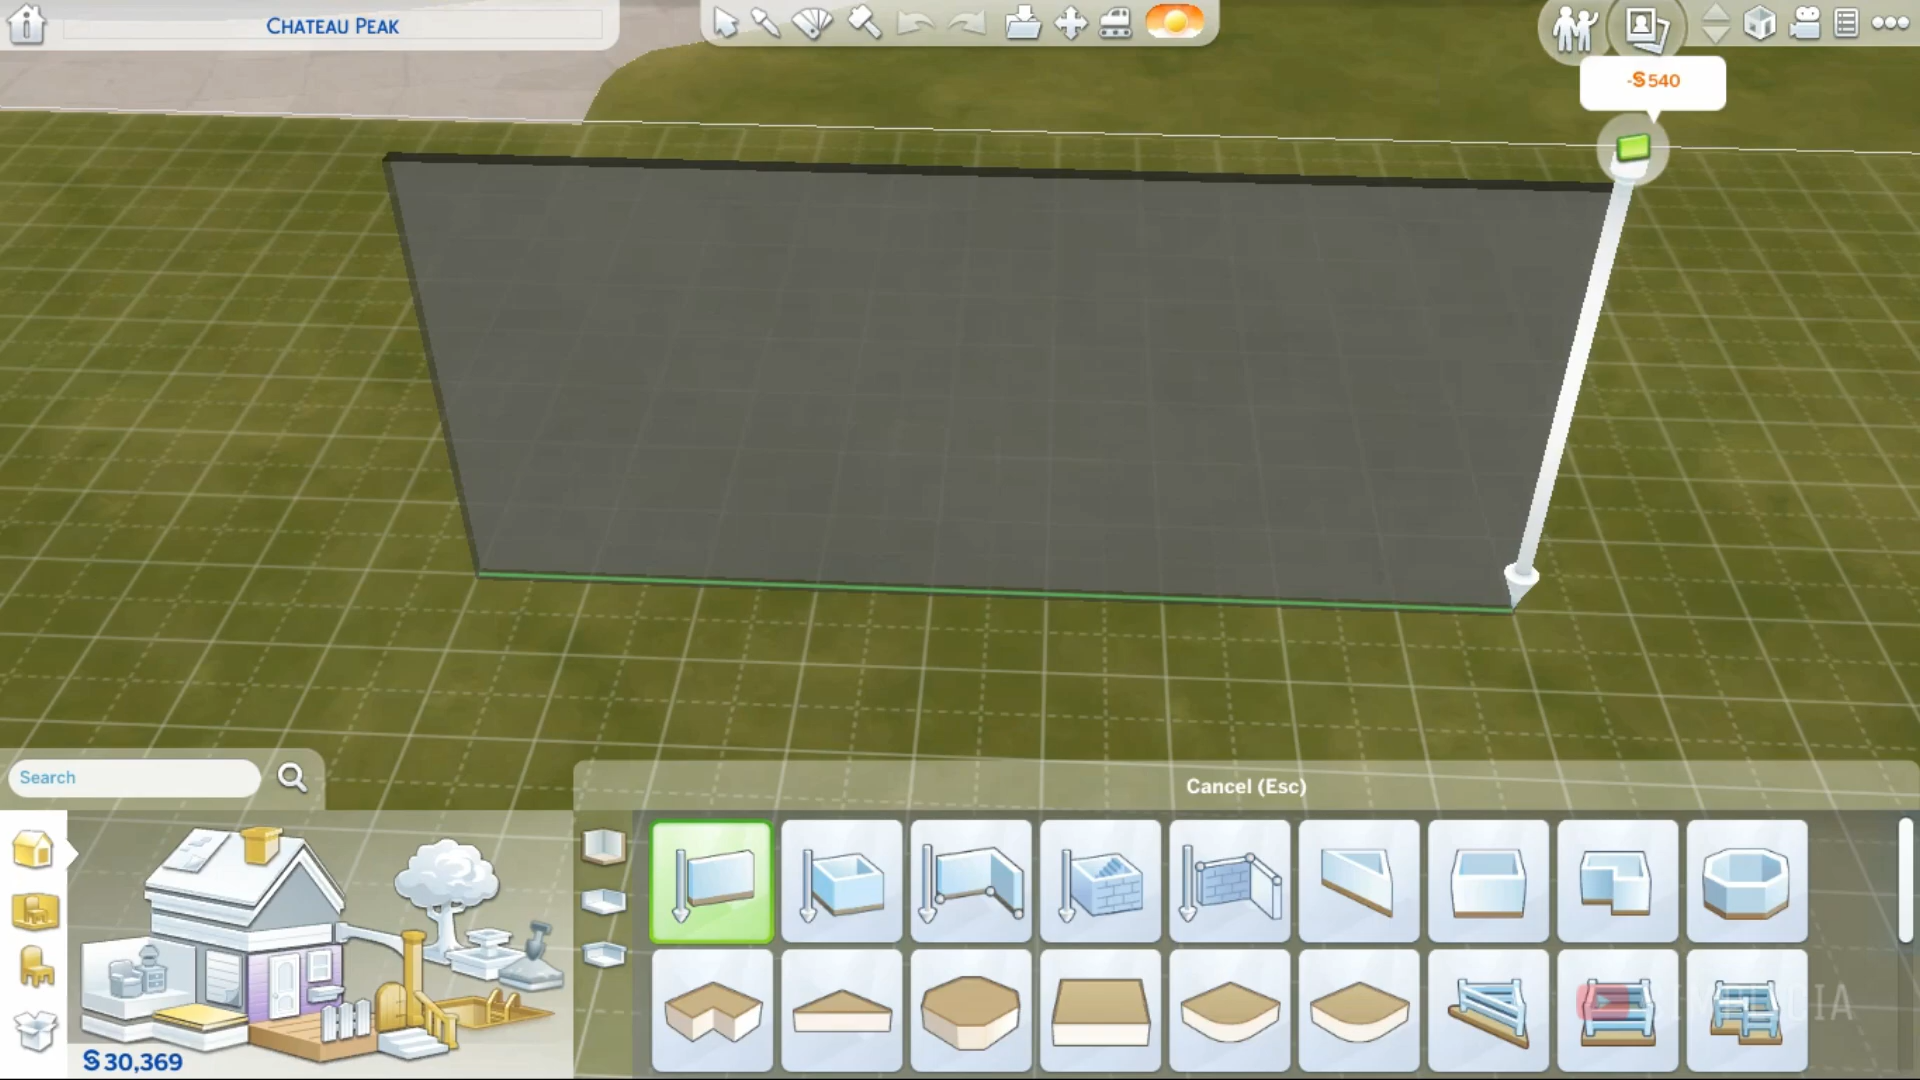 CHATEAU PEAK
-§540
Search
Cancel (Esc)
§30,369